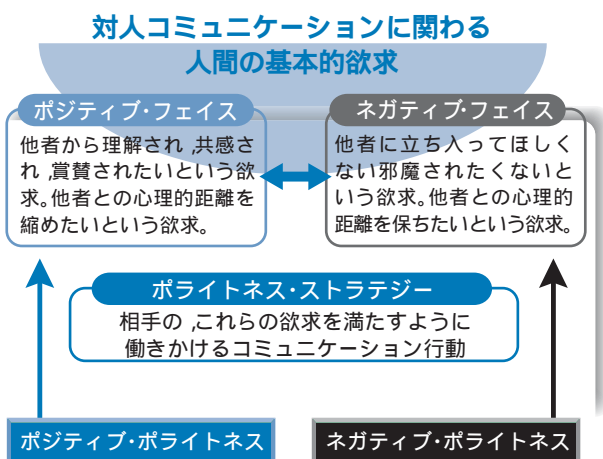 対人コミュニケーションに関わる
人間の基本的欲求
ポジティブ・フェイス
他者から理解され ,共感さ
れ ,賞賛されたいという欲
求。他者との心理的距離を
縮めたいという欲求。
ネガティブ・フェイス
他者に立ち入ってほしく
ない邪魔されたくないと
いう欲求。他者との心理的
距離を保ちたいという欲求。
ポライトネス・ストラテジー
相手の ,これらの欲求を満たすように
働きかけるコミュニケーション行動
ポジティブ・ポライトネス
ネガティブ・ポライトネス